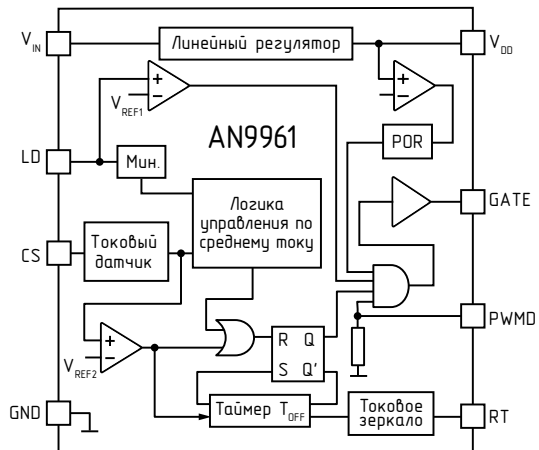 V_IN
Линейный регулятор
V_DD
+
−
V_REF1
+
−
AN9961
POR
LD
Мин.
Логика
управления по
среднему току
GATE
CS
Токовый
датчик
PWMD
+
−
V_REF2
R Q
S Q'
GND
Таймер T_OFF
Токовое
зеркало
RT